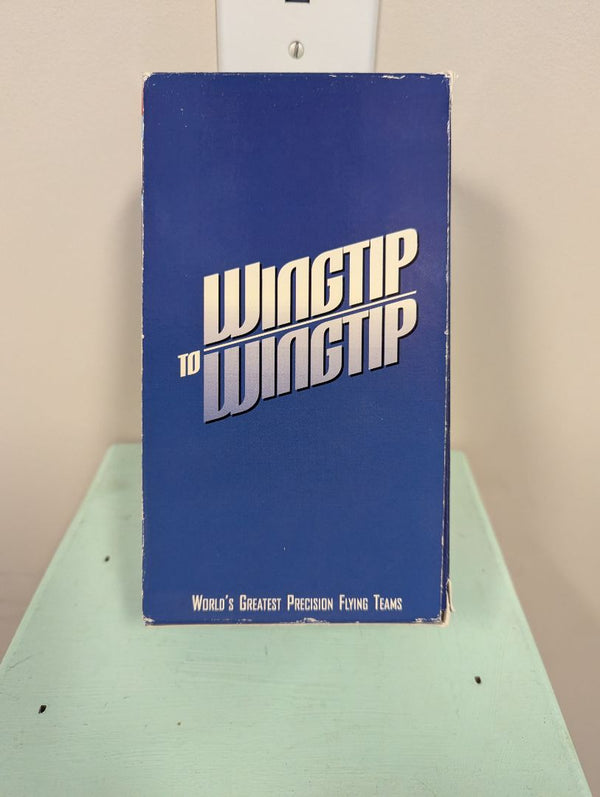 WINGTIP
TO WINGTIP
WORLD'S GREATEST PRECISION FLYING TEAMS